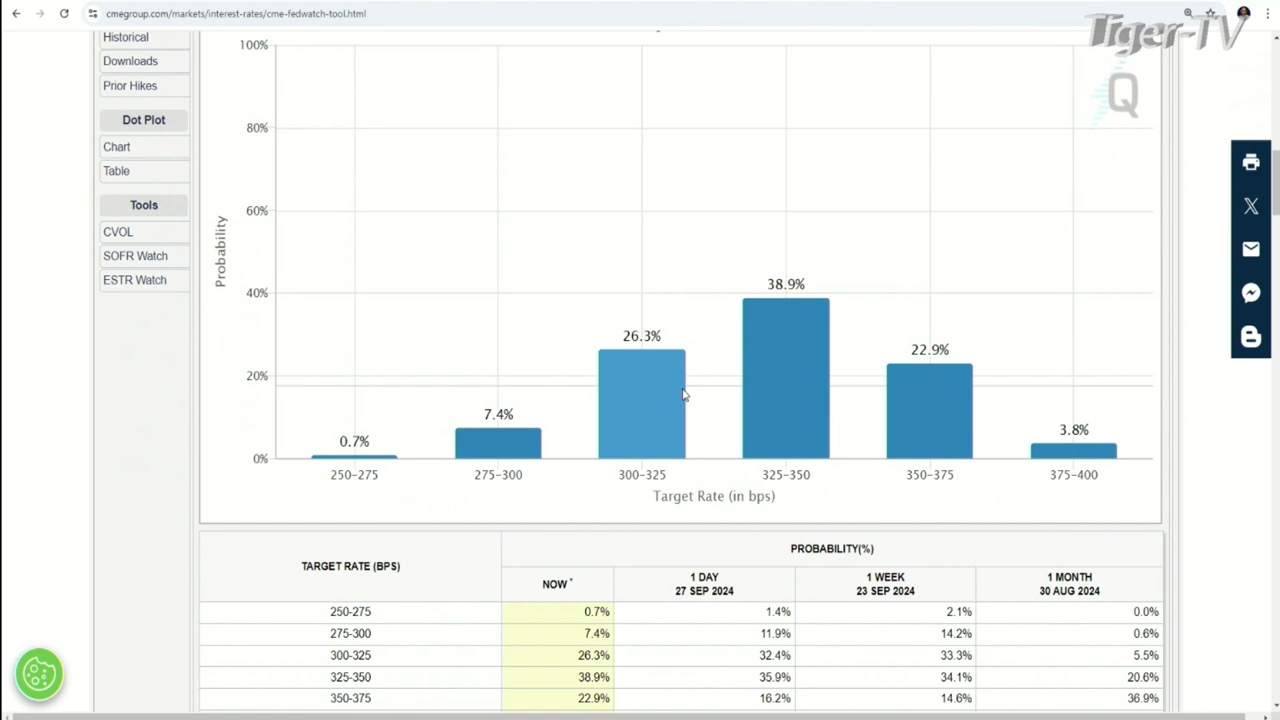 cmegroup.com/markets/interest-rates/cme-fedwatch-tool.html
Tiger-TV
Q
Historical
Downloads
Prior Hikes
Dot Plot
Chart
Table
Tools
CVOL
SOFR Watch
ESTR Watch
Probability
100%
80%
60%
40%
20%
0%
0.7%
7.4%
26.3%
38.9%
22.9%
3.8%
250-275
275-300
300-325
325-350
350-375
375-400
Target Rate (in bps)
TARGET RATE (BPS)
PROBABILITY(%)
NOW * 1 DAY 1 WEEK 1 MONTH
27 SEP 2024 23 SEP 2024 30 AUG 2024
250-275 0.7% 1.4% 2.1% 0.0%
275-300 7.4% 11.9% 14.2% 0.6%
300-325 26.3% 32.4% 33.3% 5.5%
325-350 38.9% 35.9% 34.1% 20.6%
350-375 22.9% 16.2% 14.6% 36.9%